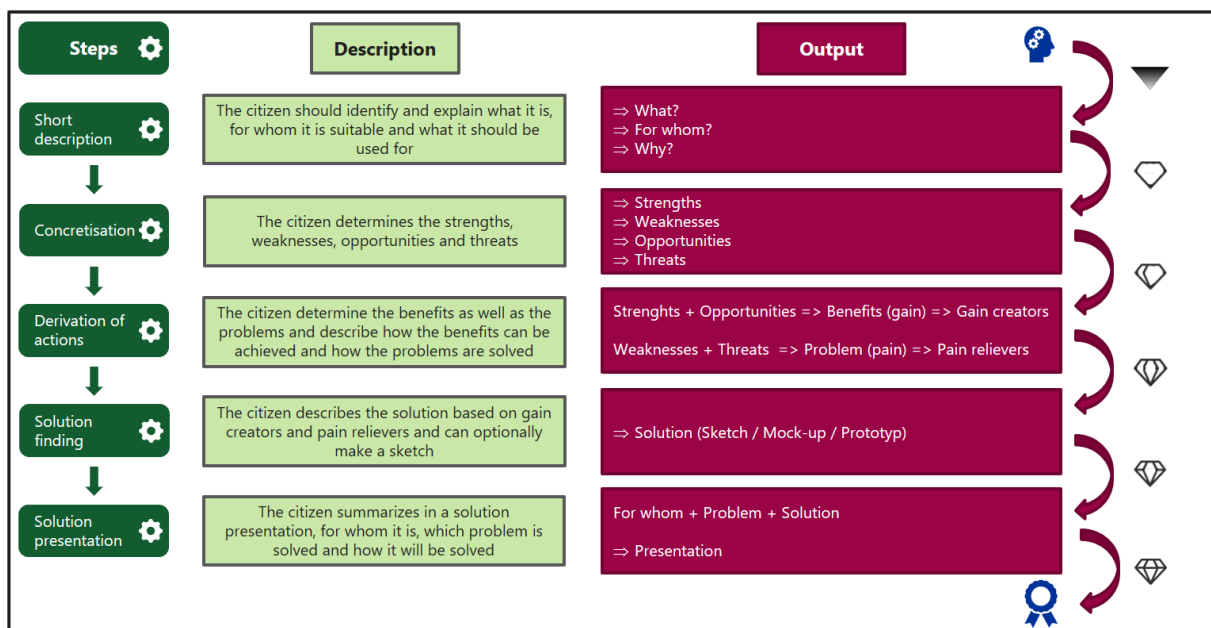 Steps
Description
Output
Short
description
The citizen should identify and explain what it is,
for whom it is suitable and what it should be
used for
⇒ What?
⇒ For whom?
⇒ Why?
Concretisation
The citizen determines the strengths,
weaknesses, opportunities and threats
⇒ Strengths
⇒ Weaknesses
⇒ Opportunities
⇒ Threats
Derivation of
actions
The citizen determine the benefits as well as the
problems and describe how the benefits can be
achieved and how the problems are solved
Strenghts + Opportunities => Benefits (gain) => Gain creators
Weaknesses + Threats => Problem (pain) => Pain relievers
Solution
finding
The citizen describes the solution based on gain
creators and pain relievers and can optionally
make a sketch
⇒ Solution (Sketch / Mock-up / Prototyp)
Solution
presentation
The citizen summarizes in a solution
presentation, for whom it is, which problem is
solved and how it will be solved
For whom + Problem + Solution
⇒ Presentation